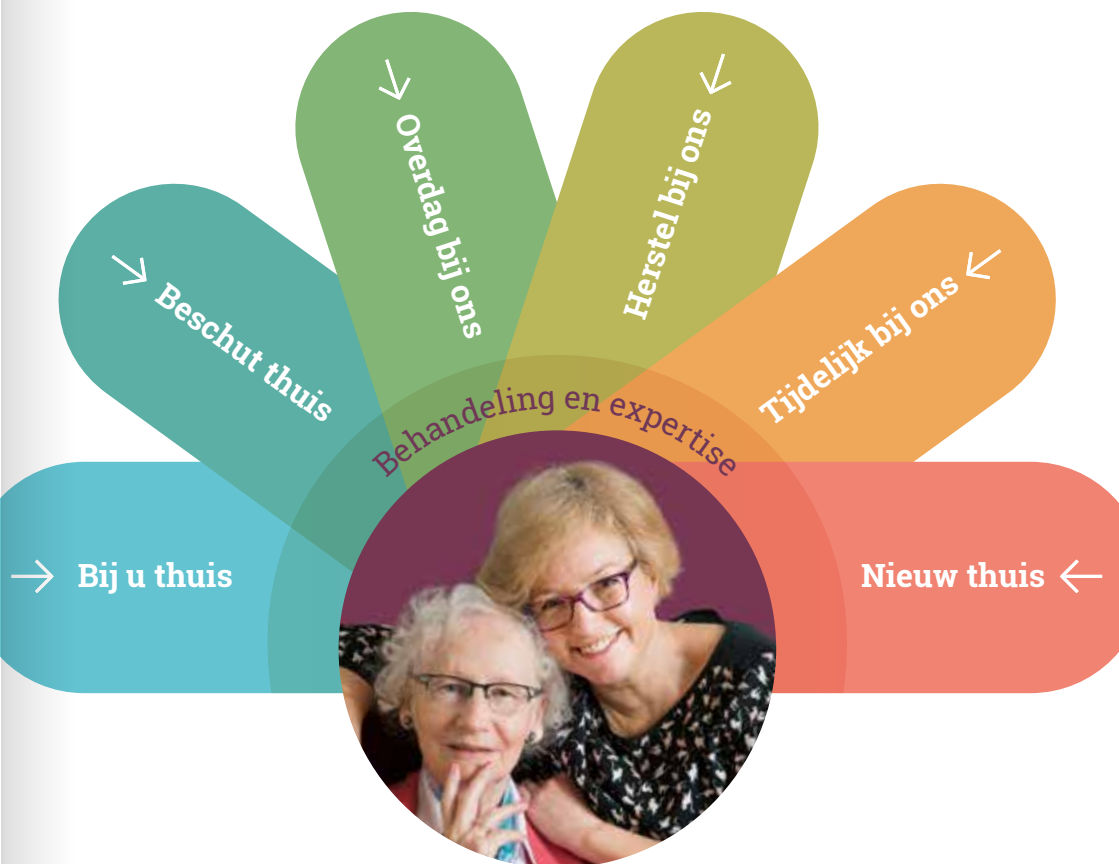 Bij u thuis
Beschut thuis
Overdag bij ons
Herstel bij ons
Tijdelijk bij ons
Nieuw thuis
Behandeling en expertise